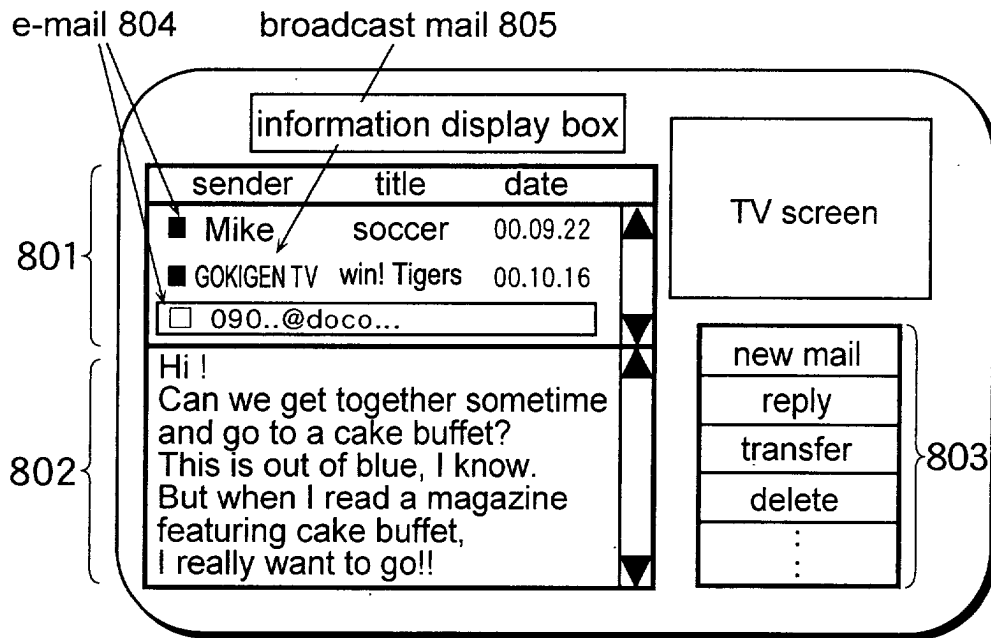 e-mail 804 broadcast mail 805
information display box
sender title date
Mike soccer 00.09.22
GOKIGEN TV win! Tigers 00.10.16
090..@doco...
801
Hi !
Can we get together sometime
and go to a cake buffet?
This is out of blue, I know.
But when I read a magazine
featuring cake buffet,
I really want to go!!
802
TV screen
new mail
reply
transfer
delete
803